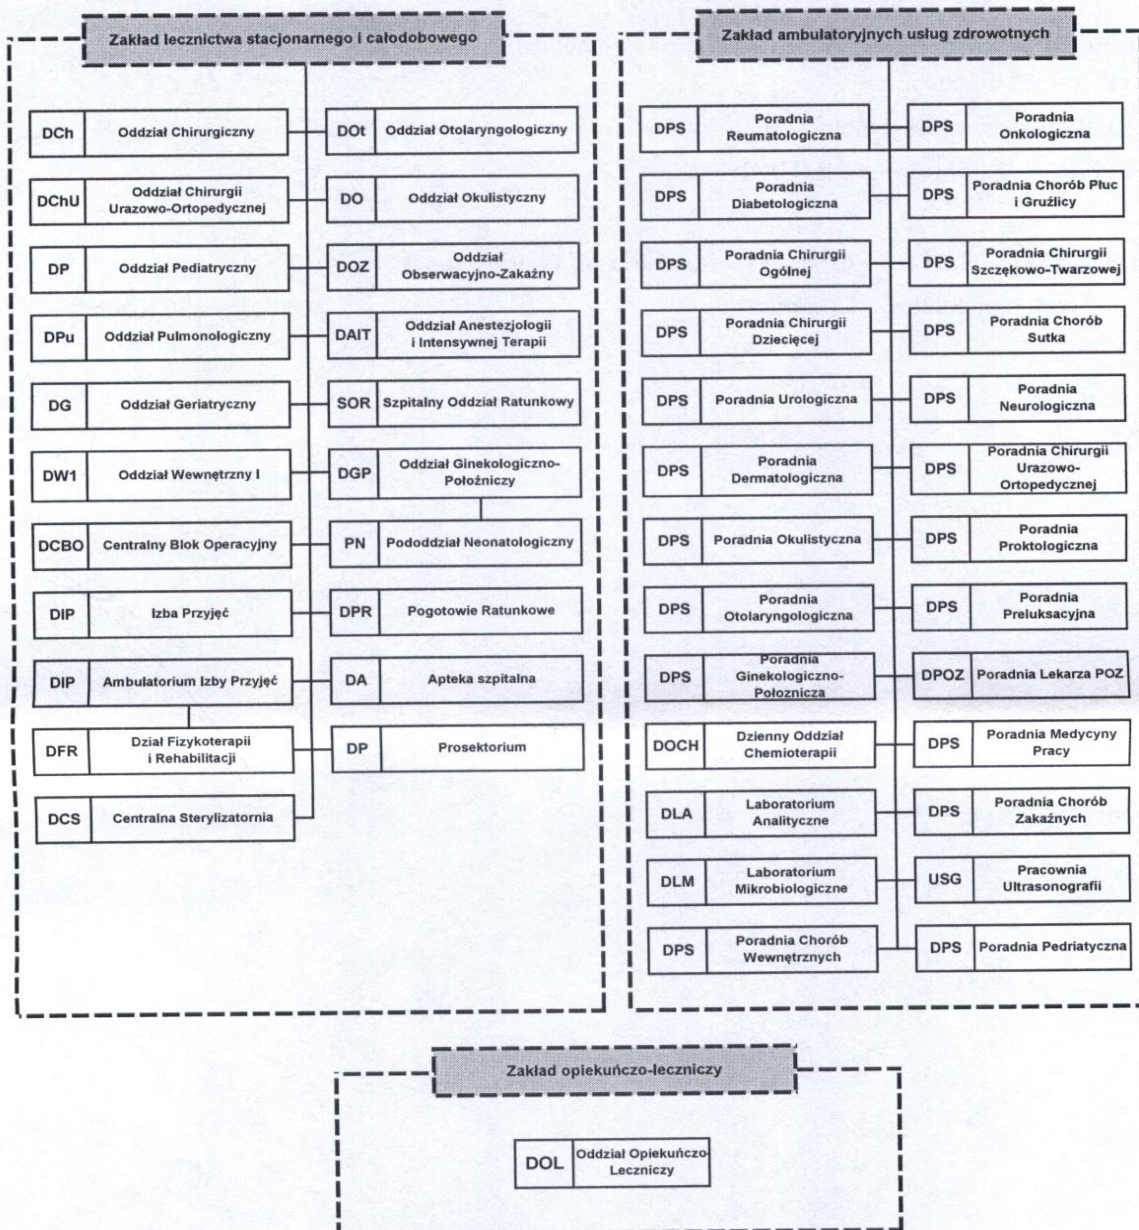 Zakład lecznictwa stacjonarnego i całodobowego
DCh
Oddział Chirurgiczny
DOt
Oddział Otolaryngologiczny
DChU
Oddział Chirurgii
Urazowo-Ortopedycznej
DO
Oddział Okulistyczny
DP
Oddział Pediatryczny
DOZ
Oddział
Obserwacyjno-Zakaźny
DPu
Oddział Pulmonologiczny
DAIT
Oddział Anestezjologii
i Intensywnej Terapii
DG
Oddział Geriatryczny
SOR
Szpitalny Oddział Ratunkowy
DW1
Oddział Wewnętrzny I
DGP
Oddział Ginekologiczno-
Położniczy
DCBO
Centralny Blok Operacyjny
PN
Pododdział Neonatologiczny
DIP
Izba Przyjęć
DPR
Pogotowie Ratunkowe
DIP
Ambulatorium Izby Przyjęć
DA
Apteka szpitalna
DFR
Dział Fizykoterapii
i Rehabilitacji
DP
Prosektorium
DCS
Centralna Sterylizatornia
Zakład ambulatoryjnych usług zdrowotnych
DPS
Poradnia
Reumatologiczna
DPS
Poradnia
Onkologiczna
DPS
Poradnia
Diabetologiczna
DPS
Poradnia Chorób Płuc
i Gruźlicy
DPS
Poradnia Chirurgii
Ogólnej
DPS
Poradnia Chirurgii
Szczękowo-Twarzowej
DPS
Poradnia Chirurgii
Dziecięcej
DPS
Poradnia Chorób
Sutka
DPS
Poradnia Urologiczna
DPS
Poradnia
Neurologiczna
DPS
Poradnia
Dermatologiczna
DPS
Poradnia Chirurgii
Urazowo-
Ortopedycznej
DPS
Poradnia Okulistyczna
DPS
Poradnia
Proktologiczna
DPS
Poradnia
Otolaryngologiczna
DPS
Poradnia
Preluksacyjna
DPS
Poradnia
Ginekologiczno-
Położnicza
DPOZ
Poradnia Lekarza POZ
DOCH
Dzienny Oddział
Chemioterapii
DPS
Poradnia Medycyny
Pracy
DLA
Laboratorium
Analityczne
DPS
Poradnia Chorób
Zakaźnych
DLM
Laboratorium
Mikrobiologiczne
USG
Pracownia
Ultrasonografii
DPS
Poradnia Chorób
Wewnętrznych
DPS
Poradnia Pedriatyczna
Zakład opiekuńczo-leczniczy
DOL
Oddział Opiekuńczo-
Leczniczy